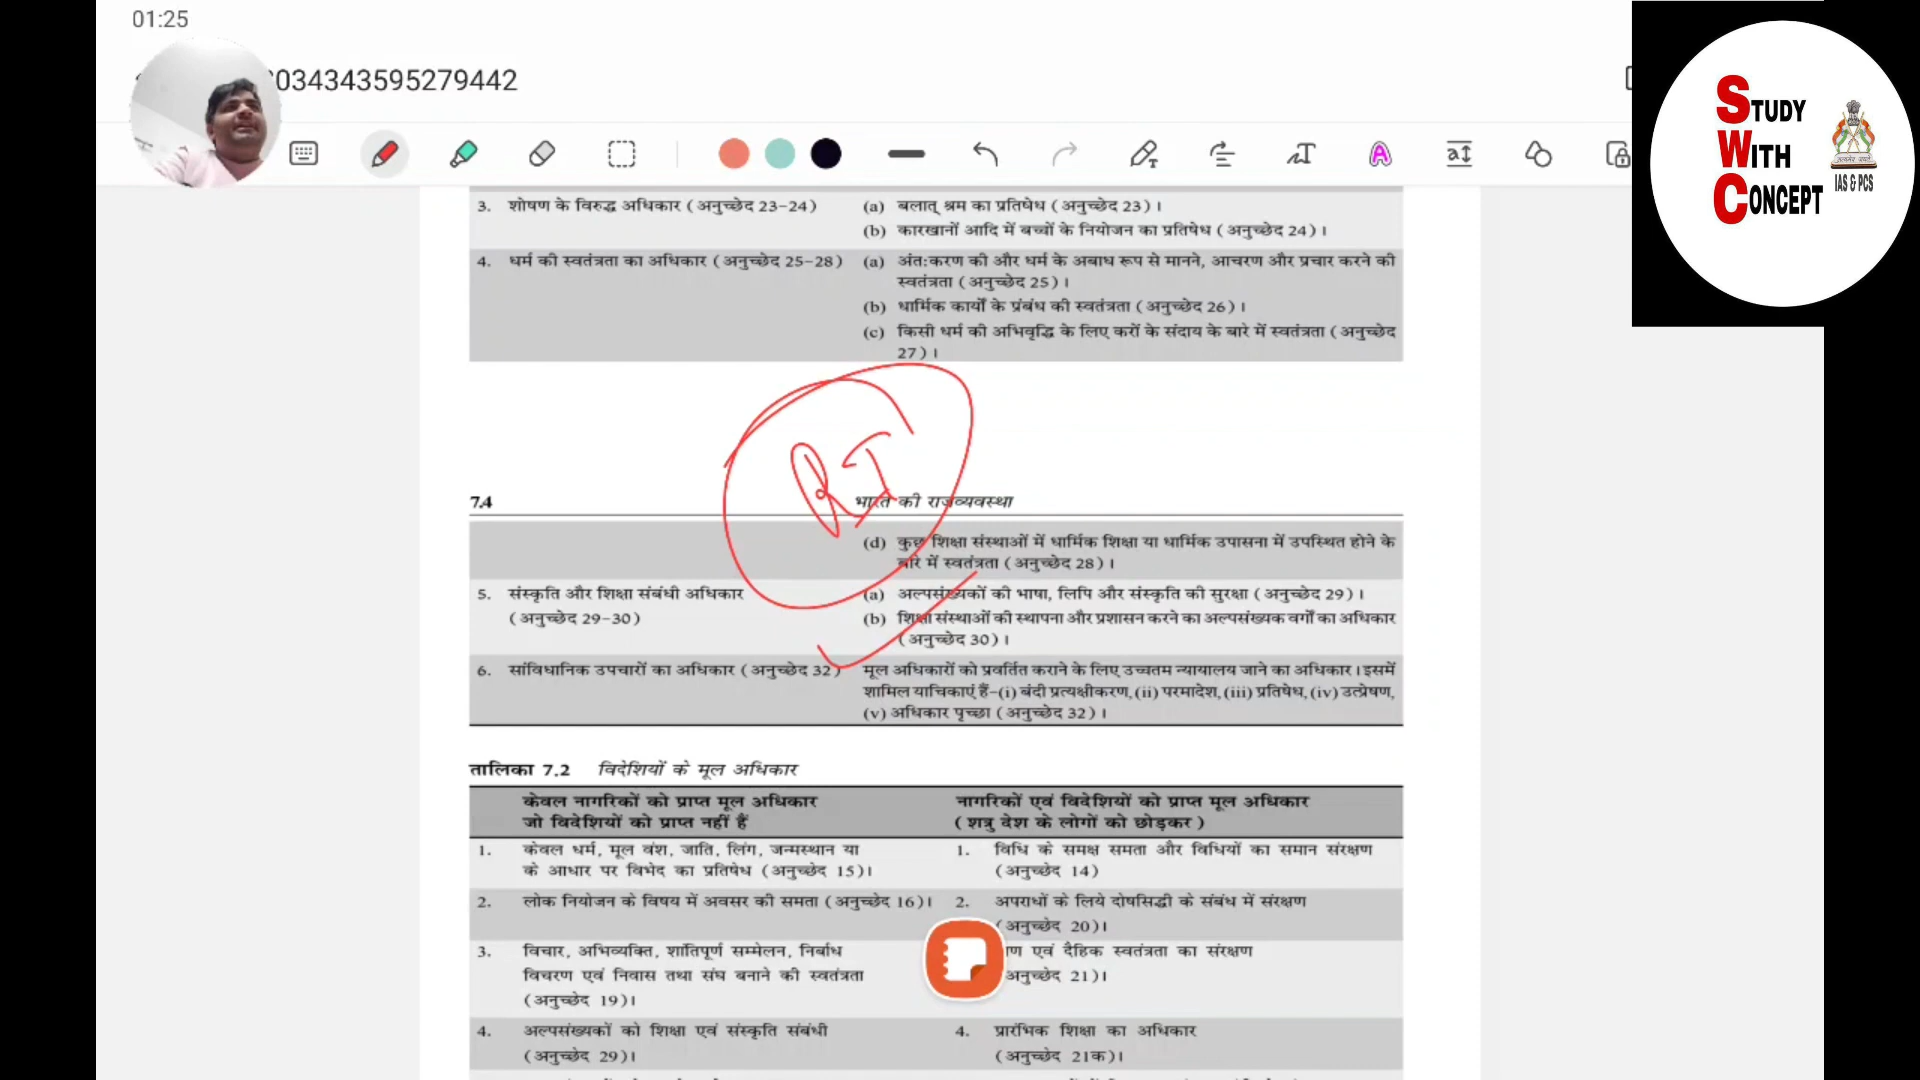 01:25
034343595279442
STUDY
WITH
CONCEPT
IAS & PCS
3. शोषण के विरुद्ध अधिकार (अनुच्छेद 23-24)
(a) बलात् श्रम का प्रतिषेध (अनुच्छेद 23)।
(b) कारखानों आदि में बच्चों के नियोजन का प्रतिषेध (अनुच्छेद 24)।
4. धर्म की स्वतंत्रता का अधिकार (अनुच्छेद 25-28)
(a) अंत:करण की और धर्म के अबाध रूप से मानने, आचरण और प्रचार करने की
स्वतंत्रता (अनुच्छेद 25)।
(b) धार्मिक कार्यों के प्रंबंध की स्वतंत्रता (अनुच्छेद 26)।
(c) किसी धर्म की अभिवृद्धि के लिए करों के संदाय के बारे में स्वतंत्रता (अनुच्छेद
27)।
7.4
भारत की राजव्यवस्था
(d) कुछ शिक्षा संस्थाओं में धार्मिक शिक्षा या धार्मिक उपासना में उपस्थित होने के
बारे में स्वतंत्रता (अनुच्छेद 28)।
5. संस्कृति और शिक्षा संबंधी अधिकार
(अनुच्छेद 29-30)
(a) अल्पसंख्यकों की भाषा, लिपि और संस्कृति की सुरक्षा (अनुच्छेद 29)।
(b) शिक्षा संस्थाओं की स्थापना और प्रशासन करने का अल्पसंख्यक वर्गों का अधिकार
(अनुच्छेद 30)।
6. सांविधानिक उपचारों का अधिकार (अनुच्छेद 32)
मूल अधिकारों को प्रवर्तित कराने के लिए उच्चतम न्यायालय जाने का अधिकार। इसमें
शामिल याचिकाएं हैं-(i) बंदी प्रत्यक्षीकरण, (ii) परमादेश, (iii) प्रतिषेध, (iv) उत्प्रेषण,
(v) अधिकार पृच्छा (अनुच्छेद 32)।
तालिका 7.2 विदेशियों के मूल अधिकार
केवल नागरिकों को प्राप्त मूल अधिकार
जो विदेशियों को प्राप्त नहीं हैं
नागरिकों एवं विदेशियों को प्राप्त मूल अधिकार
(शत्रु देश के लोगों को छोड़कर)
1. केवल धर्म, मूल वंश, जाति, लिंग, जन्मस्थान या
के आधार पर विभेद का प्रतिषेध (अनुच्छेद 15)।
1. विधि के समक्ष समता और विधियों का समान संरक्षण
(अनुच्छेद 14)
2. लोक नियोजन के विषय में अवसर की समता (अनुच्छेद 16)।
2. अपराधों के लिये दोषसिद्धी के संबंध में संरक्षण
(अनुच्छेद 20)।
3. विचार, अभिव्यक्ति, शांतिपूर्ण सम्मेलन, निर्बाध
विचरण एवं निवास तथा संघ बनाने की स्वतंत्रता
(अनुच्छेद 19)।
एवं दैहिक स्वतंत्रता का संरक्षण
अनुच्छेद 21)।
4. अल्पसंख्यकों को शिक्षा एवं संस्कृति संबंधी
(अनुच्छेद 29)।
4. प्रारंभिक शिक्षा का अधिकार
(अनुच्छेद 21क)।